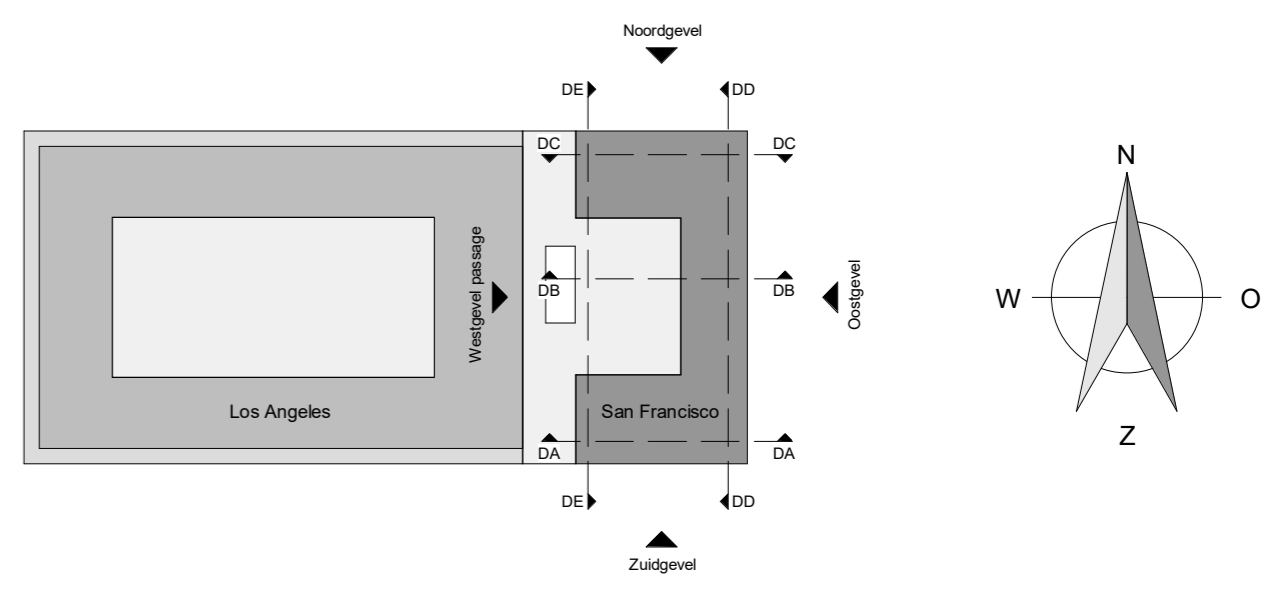 Noordgevel
DE
DD
DC
DC
N
Westgevel passage
DB
DB
Oostgevel
W
O
Los Angeles
San Francisco
Z
DA
DA
DE
DD
Zuidgevel